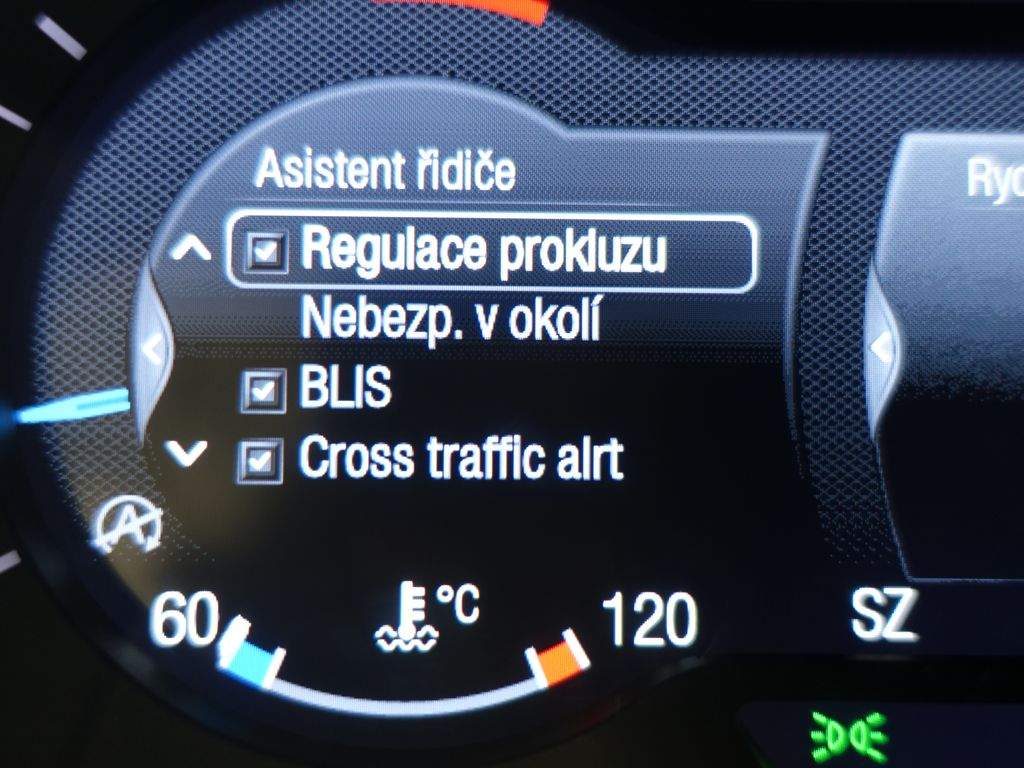 Asistent řidiče
Regulace prokluzu
Nebezp. v okolí
BLIS
Cross traffic alrt
A
60
°C
120
SZ